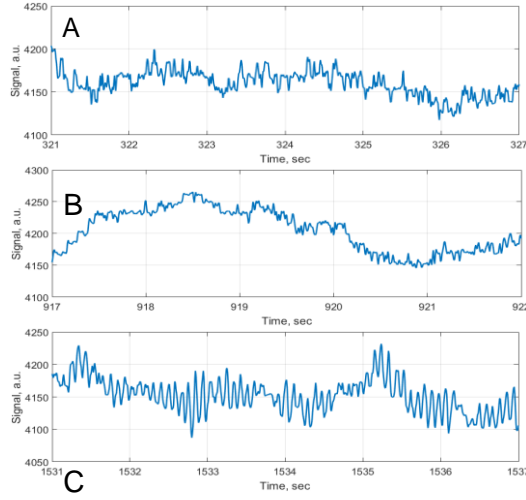 A
4250
4200
4150
4100
Signal, a.u.
321 322 323 324 325 326 327
Time, sec
B
4300
4250
4200
4150
4100
Signal, a.u.
917 918 919 920 921 922
Time, sec
4250
4200
4150
4100
4050
Signal, a.u.
1531 1532 1533 1534 1535 1536 1537
C
Time, sec